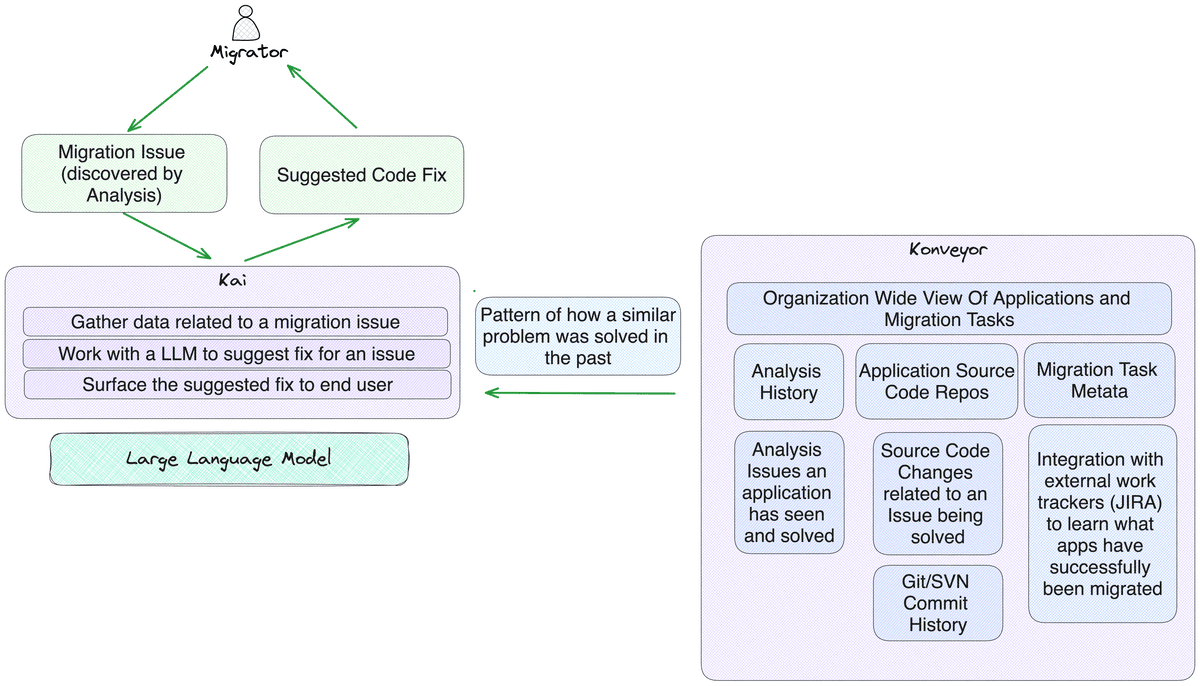 Migrator
Migration Issue
(discovered by
Analysis)
Suggested Code Fix
Kai
Gather data related to a migration issue
Work with a LLM to suggest fix for an issue
Surface the suggested fix to end user
Large Language Model
Pattern of how a similar
problem was solved in
the past
Konveyor
Organization Wide View Of Applications and
Migration Tasks
Analysis
History
Application Source
Code Repos
Migration Task
Metata
Analysis
Issues an
application
has seen
and solved
Source Code
Changes
related to an
Issue being
solved
Git/SVN
Commit
History
Integration with
external work
trackers (JIRA)
to learn what
apps have
successfully
been migrated